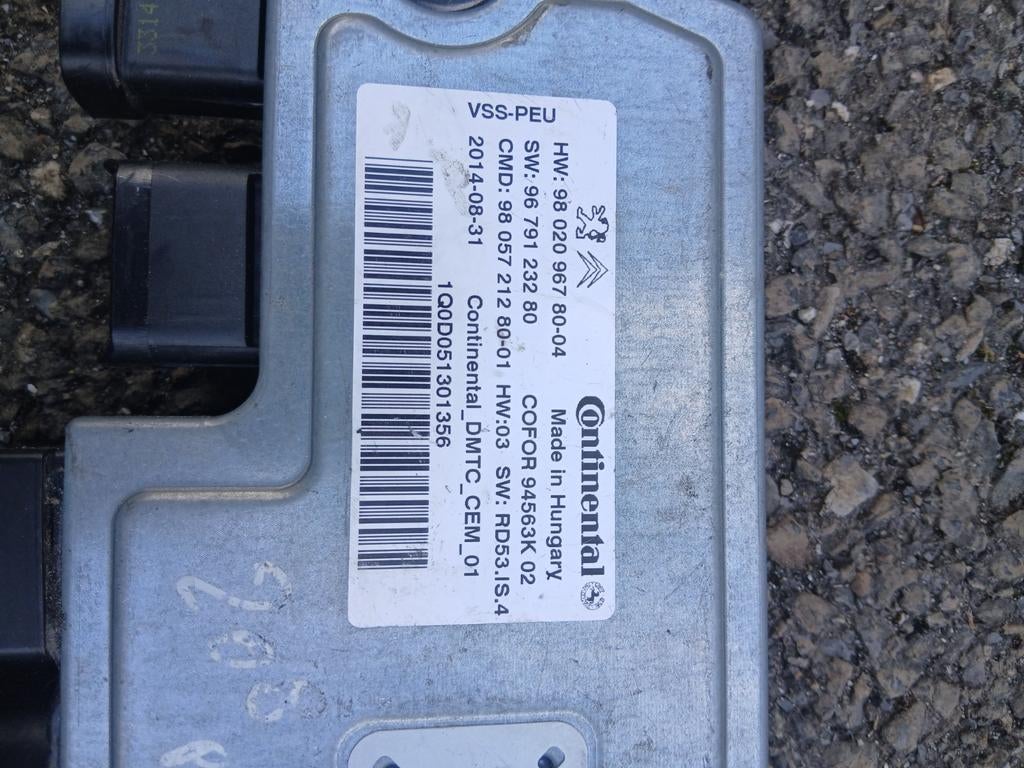 Continental
HW: 98 020 967 80-04 Made in Hungary
SW: 96 791 232 80 COFOR 94563K 02
CMD: 98 057 212 80-01 HW:03 SW: RD53.IS.4
VSS-PEU 2014-08-31 Continental_DMTC_CEM_01
1Q0D051301356
802